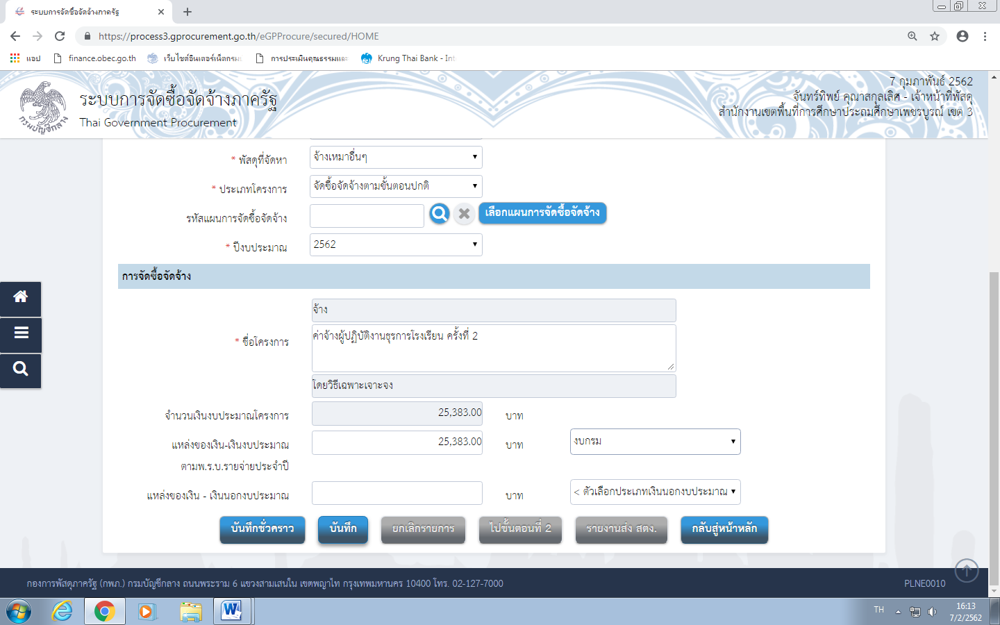 ระบบการจัดซื้อจัดจ้างภาครัฐ
https://process3.gprocurement.go.th/eGPProcure/secured/HOME
แอป finance.obec.go.th เว็บไซต์อินเตอร์เน็ตกรม การประเมินคุณธรรมและ Krung Thai Bank - Int
กรมบัญชีกลาง
ระบบการจัดซื้อจัดจ้างภาครัฐ
Thai Government Procurement
7 กุมภาพันธ์ 2562
จันทร์ทิพย์ คุณาสกุลเลิศ - เจ้าหน้าที่พัสดุ
สำนักงานเขตพื้นที่การศึกษาประถมศึกษาเพชรบูรณ์ เขต 3
* พัสดุที่จัดหา จ้างเหมาอื่นๆ
* ประเภทโครงการ จัดซื้อจัดจ้างตามขั้นตอนปกติ
รหัสแผนการจัดซื้อจัดจ้าง เลือกแผนการจัดซื้อจัดจ้าง
* ปีงบประมาณ 2562
การจัดซื้อจัดจ้าง
จ้าง
* ชื่อโครงการ ค่าจ้างผู้ปฏิบัติงานธุรการโรงเรียน ครั้งที่ 2
โดยวิธีเฉพาะเจาะจง
จำนวนเงินงบประมาณโครงการ 25,383.00 บาท
แหล่งของเงิน-เงินงบประมาณ 25,383.00 บาท งบกรม
ตามพ.ร.บ.รายจ่ายประจำปี
แหล่งของเงิน - เงินนอกงบประมาณ บาท < ตัวเลือกประเภทเงินนอกงบประมาณ
บันทึกชั่วคราว บันทึก ยกเลิกรายการ ไปขั้นตอนที่ 2 รายงานส่ง สตง. กลับสู่หน้าหลัก
กองการพัสดุภาครัฐ (กพภ.) กรมบัญชีกลาง ถนนพระราม 6 แขวงสามเสนใน เขตพญาไท กรุงเทพมหานคร 10400 โทร. 02-127-7000 PLNE0010
TH 16:13
7/2/2562